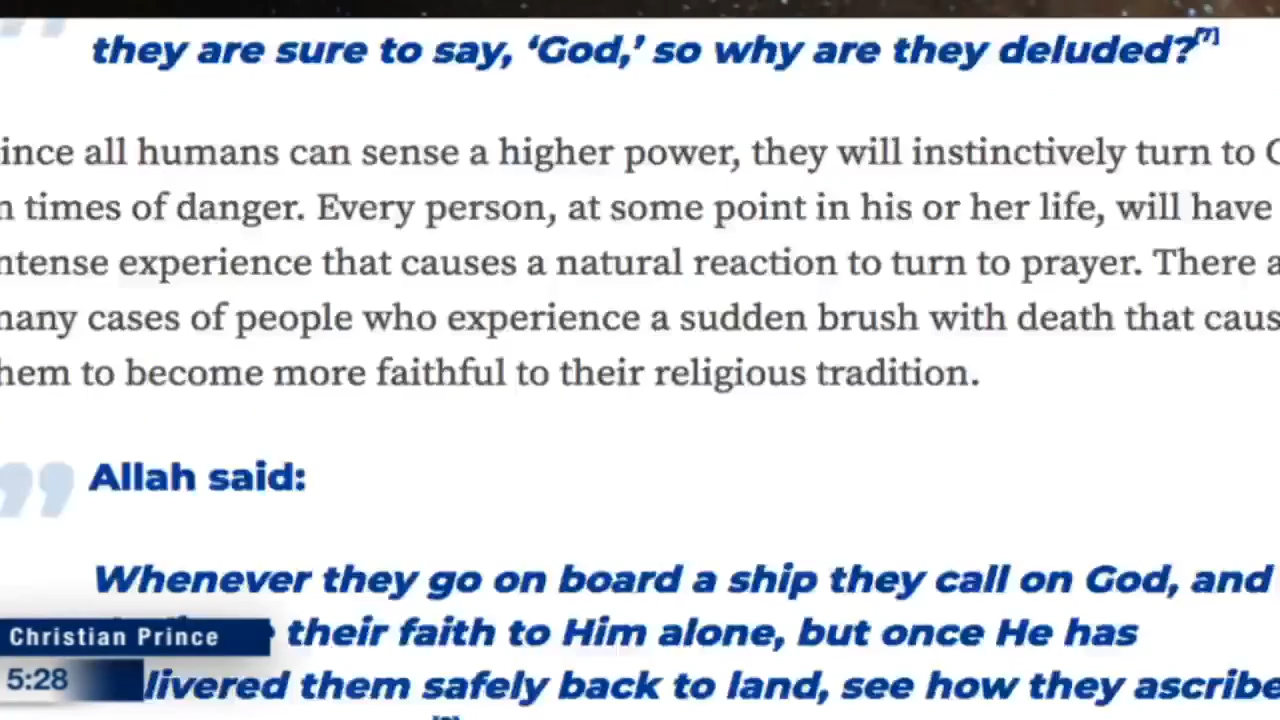 they are sure to say, ‘God,’ so why are they deluded?[7]
ince all humans can sense a higher power, they will instinctively turn to
n times of danger. Every person, at some point in his or her life, will have
ntense experience that causes a natural reaction to turn to prayer. There a
many cases of people who experience a sudden brush with death that caus
hem to become more faithful to their religious tradition.
Allah said:
Whenever they go on board a ship they call on God, and
their faith to Him alone, but once He has
livered them safely back to land, see how they ascribe
Christian Prince
5:28